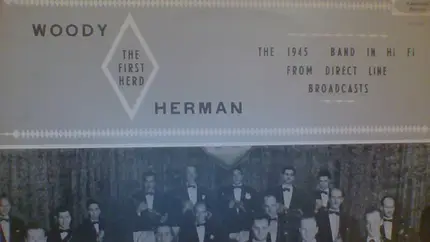 WOODY
THE
FIRST
HERD
HERMAN
THE 1945 BAND IN Hi Fi
FROM DIRECT LINE
BROADCASTS